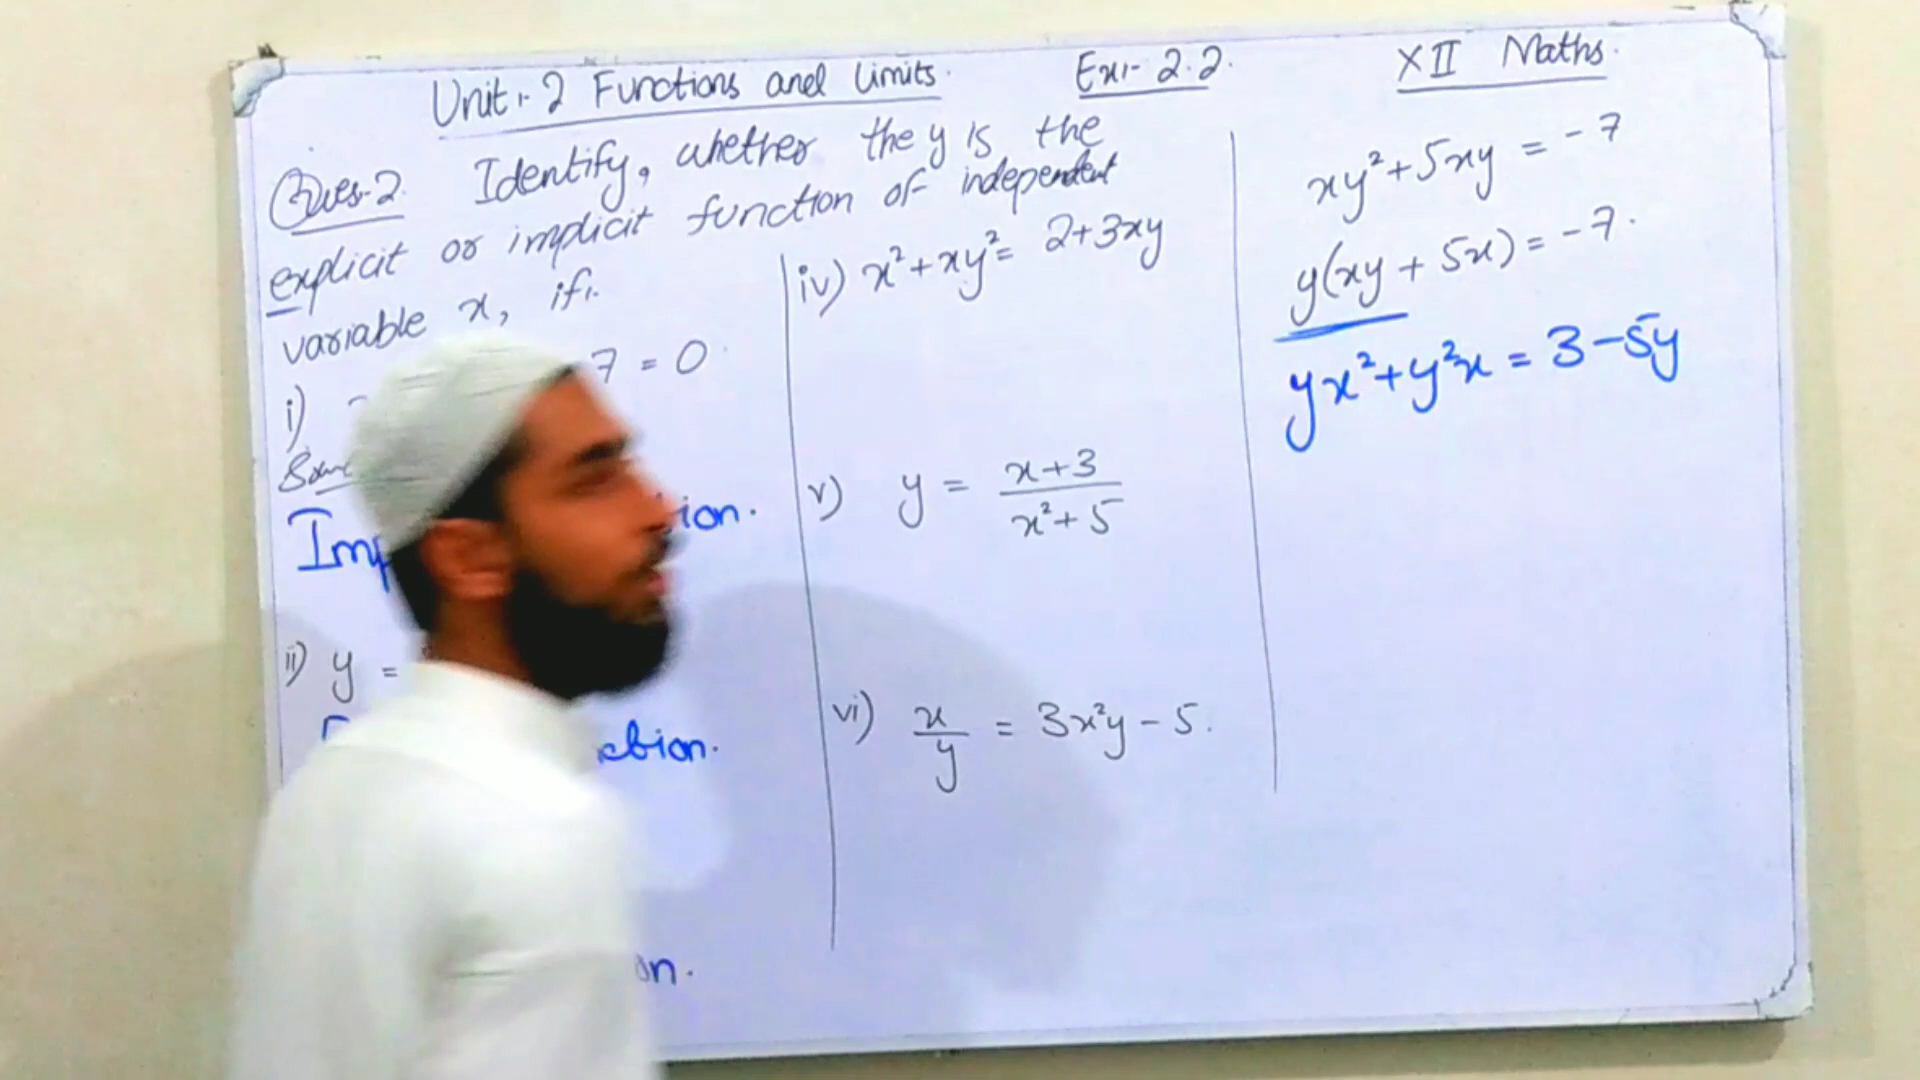 Unit:- 2 Functions and Limits. Ex:- 2.2. XII Maths.
Ques-2. Identify, whether the y is the
explicit or implicit function of independent
variable x, if:-
i) 7 = 0.
Imp ion.
ii) y =
ction.
on.
iv) x² + xy² = 2+3xy
v) y = x+3 / x²+5
vi) x/y = 3x²y - 5.
xy² + 5xy = -7
y(xy + 5x) = -7.
yx² + y²x = 3-5y